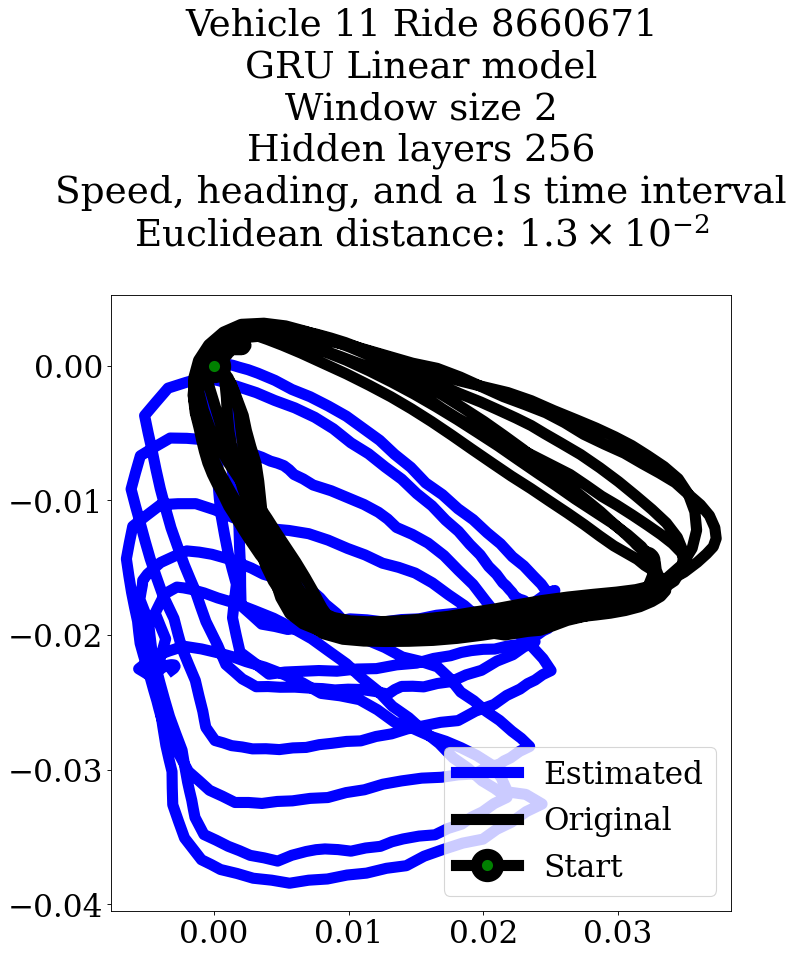 Vehicle 11 Ride 8660671
GRU Linear model
Window size 2
Hidden layers 256
Speed, heading, and a 1s time interval
Euclidean distance: 1.3 × 10⁻²
0.00
−0.01
−0.02
−0.03
−0.04
Estimated
Original
Start
0.00 0.01 0.02 0.03